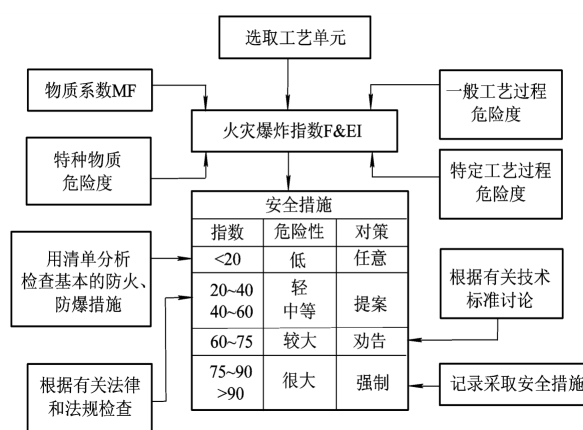 选取工艺单元
物质系数MF
一般工艺过程
危险度
火灾爆炸指数F&EI
特种物质
危险度
特定工艺过程
危险度
安全措施
指数 危险性 对策
<20 低 任意
用清单分析
检查基本的防火、
防爆措施
20~40 轻
40~60 中等
提案
根据有关技术
标准讨论
60~75 较大 劝告
75~90
>90
很大 强制
根据有关法律
和法规检查
记录采取安全措施